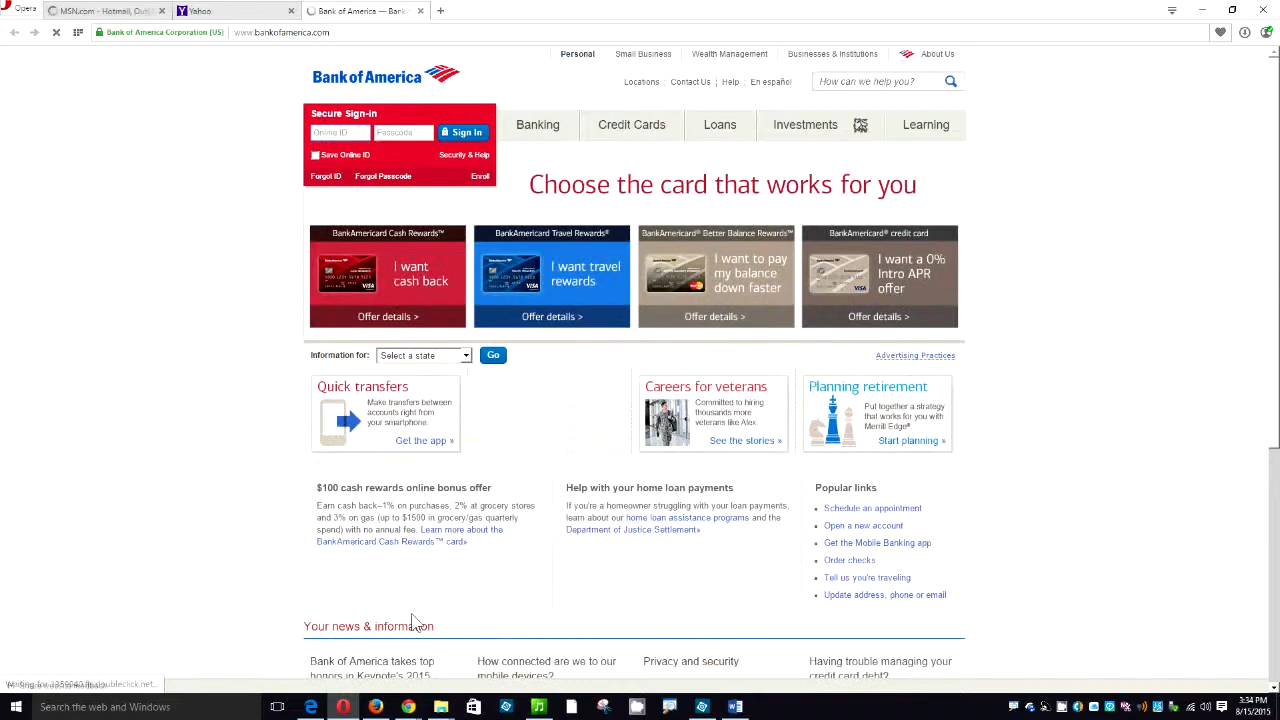 Opera
MSN.com - Hotmail, Outl
Yahoo
Bank of America — Bank
Bank of America Corporation [US]
www.bankofamerica.com
Personal
Small Business
Wealth Management
Businesses & Institutions
About Us
Bank of America
Locations
Contact Us
Help
En español
How can we help you?
Secure Sign-in
Online ID
Passcode
Sign In
Save Online ID
Security & Help
Forgot ID
Forgot Passcode
Enroll
Banking
Credit Cards
Loans
Investments
Learning
Choose the card that works for you
BankAmericard Cash Rewards™
I want
cash back
Offer details >
BankAmericard Travel Rewards®
I want travel
rewards
Offer details >
BankAmericard® Better Balance Rewards™
I want to pay
my balance
down faster
Offer details >
BankAmericard® credit card
I want a 0%
Intro APR
offer
Offer details >
Information for:
Select a state
Go
Advertising Practices
Quick transfers
Make transfers between
accounts right from
your smartphone.
Get the app »
Careers for veterans
Committed to hiring
thousands more
veterans like Alex.
See the stories »
Planning retirement
Put together a strategy
that works for you with
Merrill Edge®
Start planning »
$100 cash rewards online bonus offer
Earn cash back–1% on purchases, 2% at grocery stores
and 3% on gas (up to $1500 in grocery/gas quarterly
spend) with no annual fee. Learn more about the
BankAmericard Cash Rewards™ card»
Help with your home loan payments
If you're a homeowner struggling with your loan payments,
learn about our home loan assistance programs and the
Department of Justice Settlement»
Popular links
Schedule an appointment
Open a new account
Get the Mobile Banking app
Order checks
Tell us you're traveling
Update address, phone or email
Your news & information
Bank of America takes top
honors in Keynote's 2015
How connected are we to our
mobile devices?
Privacy and security
Having trouble managing your
credit card debt?
Search the web and Windows
3:34 PM
8/15/2015